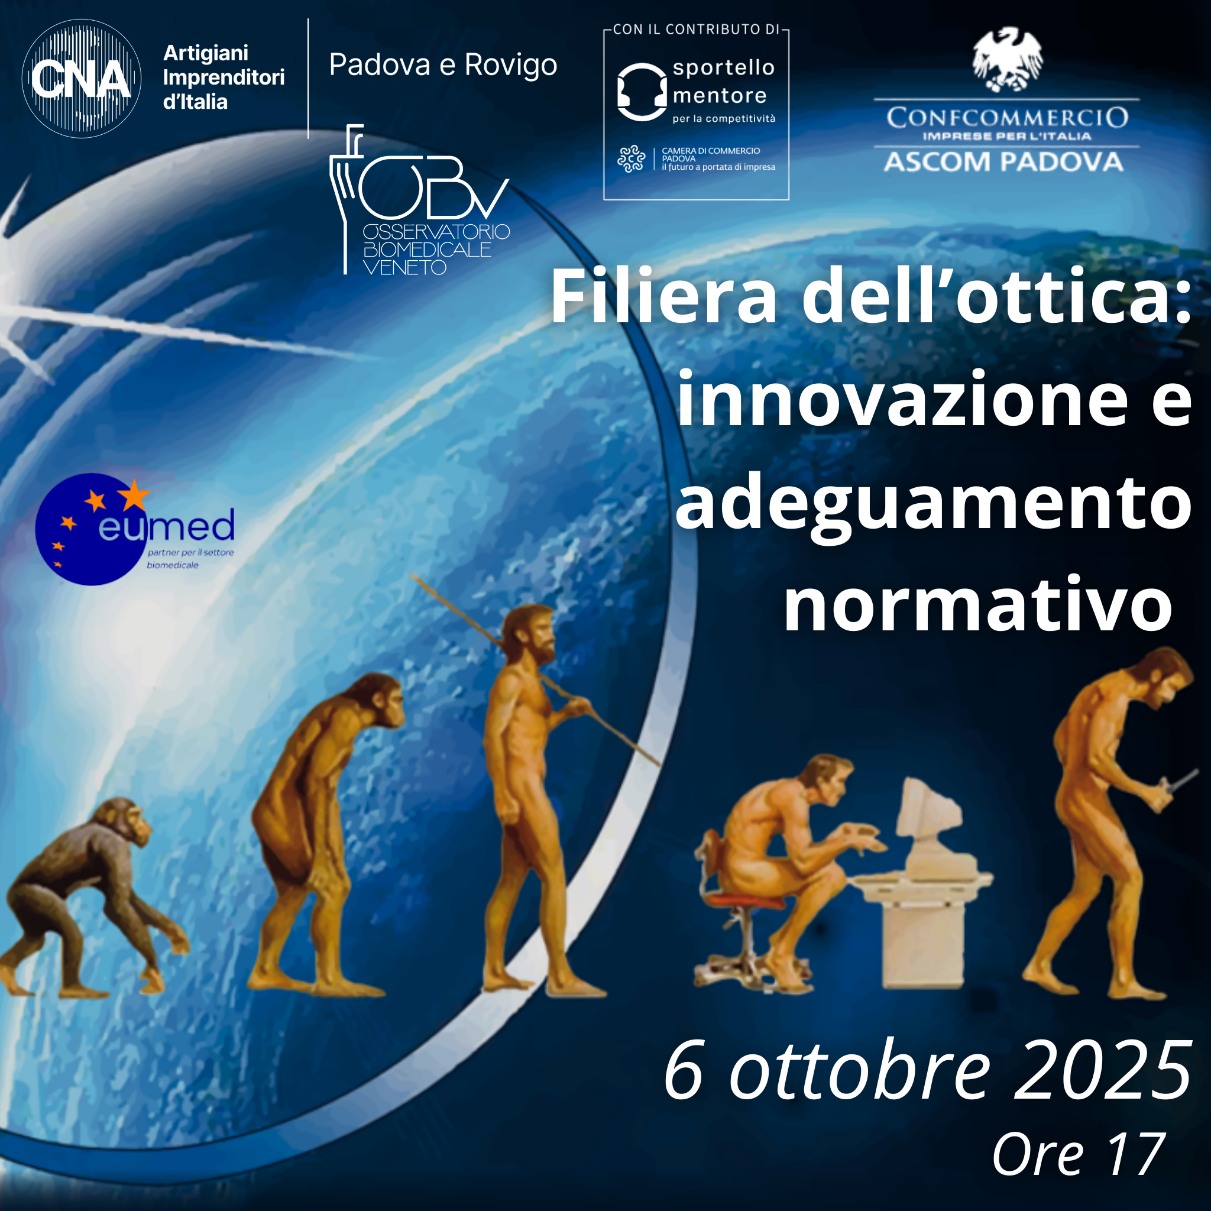 CNA
Artigiani
Imprenditori
d'Italia
Padova e Rovigo
OBV
OSSERVATORIO
BIOMEDICALE
VENETO
CON IL CONTRIBUTO DI
sportello
mentore
per la competitività
CAMERA DI COMMERCIO
PADOVA
il futuro a portata di impresa
CONFCOMMERCIO
IMPRESE PER L'ITALIA
ASCOM PADOVA
Filiera dell'ottica:
innovazione e
adeguamento
normativo
eumed
partner per il settore
biomedicale
6 ottobre 2025
Ore 17